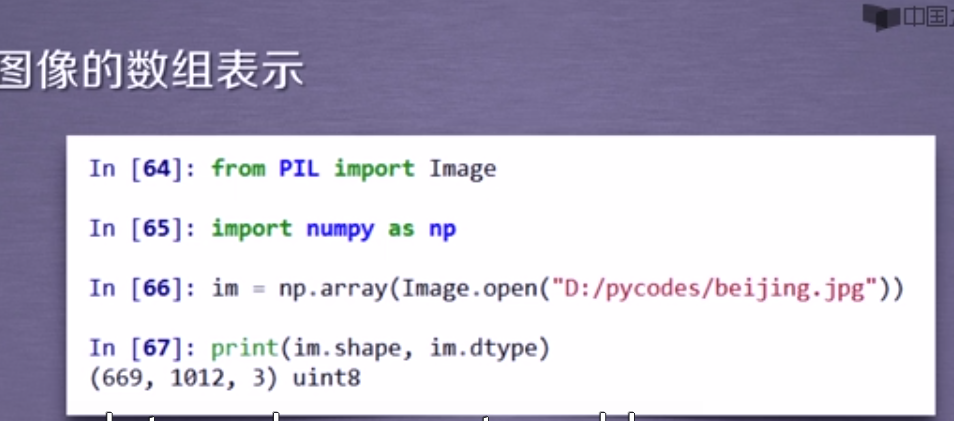 中国
图像的数组表示
In [64]: from PIL import Image
In [65]: import numpy as np
In [66]: im = np.array(Image.open("D:/pycodes/beijing.jpg"))
In [67]: print(im.shape, im.dtype)
(669, 1012, 3) uint8